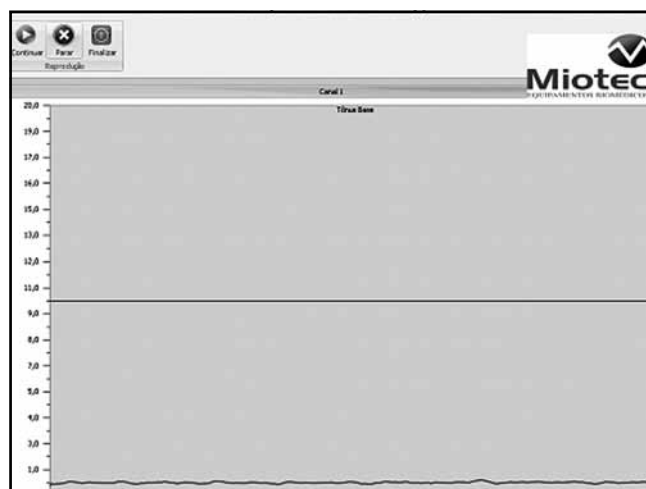 Continuar Parar Finalizar
Reprodução
Miotec
EQUIPAMENTOS BIOMÉDICOS
Canal 1
Tônus Base
20,0
19,0
17,0
16,0
15,0
13,0
12,0
11,0
9,0
8,0
7,0
5,0
4,0
3,0
1,0